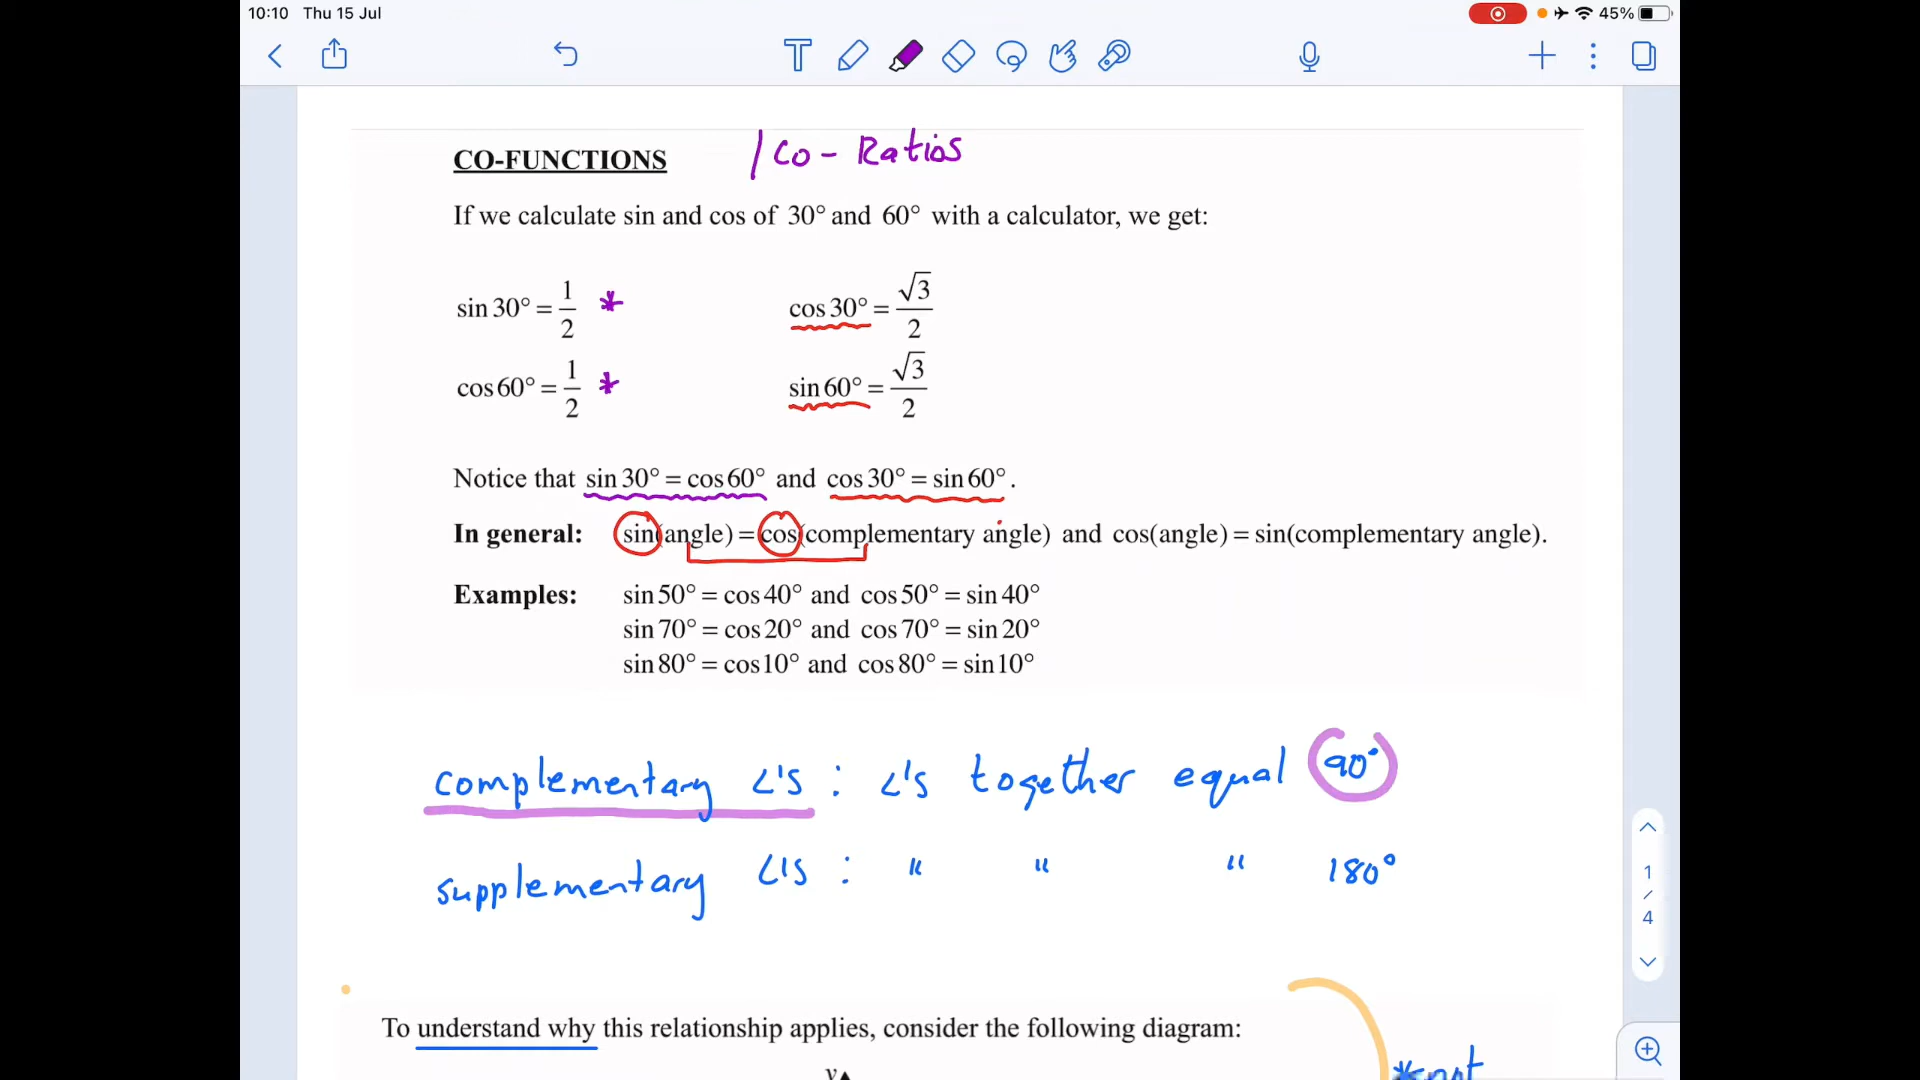 10:10 Thu 15 Jul 45%
CO-FUNCTIONS / Co - Ratios
If we calculate sin and cos of 30° and 60° with a calculator, we get:
sin 30° = 1/2 * cos 30° = √3/2
cos 60° = 1/2 * sin 60° = √3/2
Notice that sin 30° = cos 60° and cos 30° = sin 60°.
In general: sin(angle) = cos(complementary angle) and cos(angle) = sin(complementary angle).
Examples: sin 50° = cos 40° and cos 50° = sin 40°
sin 70° = cos 20° and cos 70° = sin 20°
sin 80° = cos 10° and cos 80° = sin 10°
complementary ∠'s : ∠'s together equal 90°
supplementary ∠'s : " " " 180°
1
/
4
To understand why this relationship applies, consider the following diagram:
*not
y